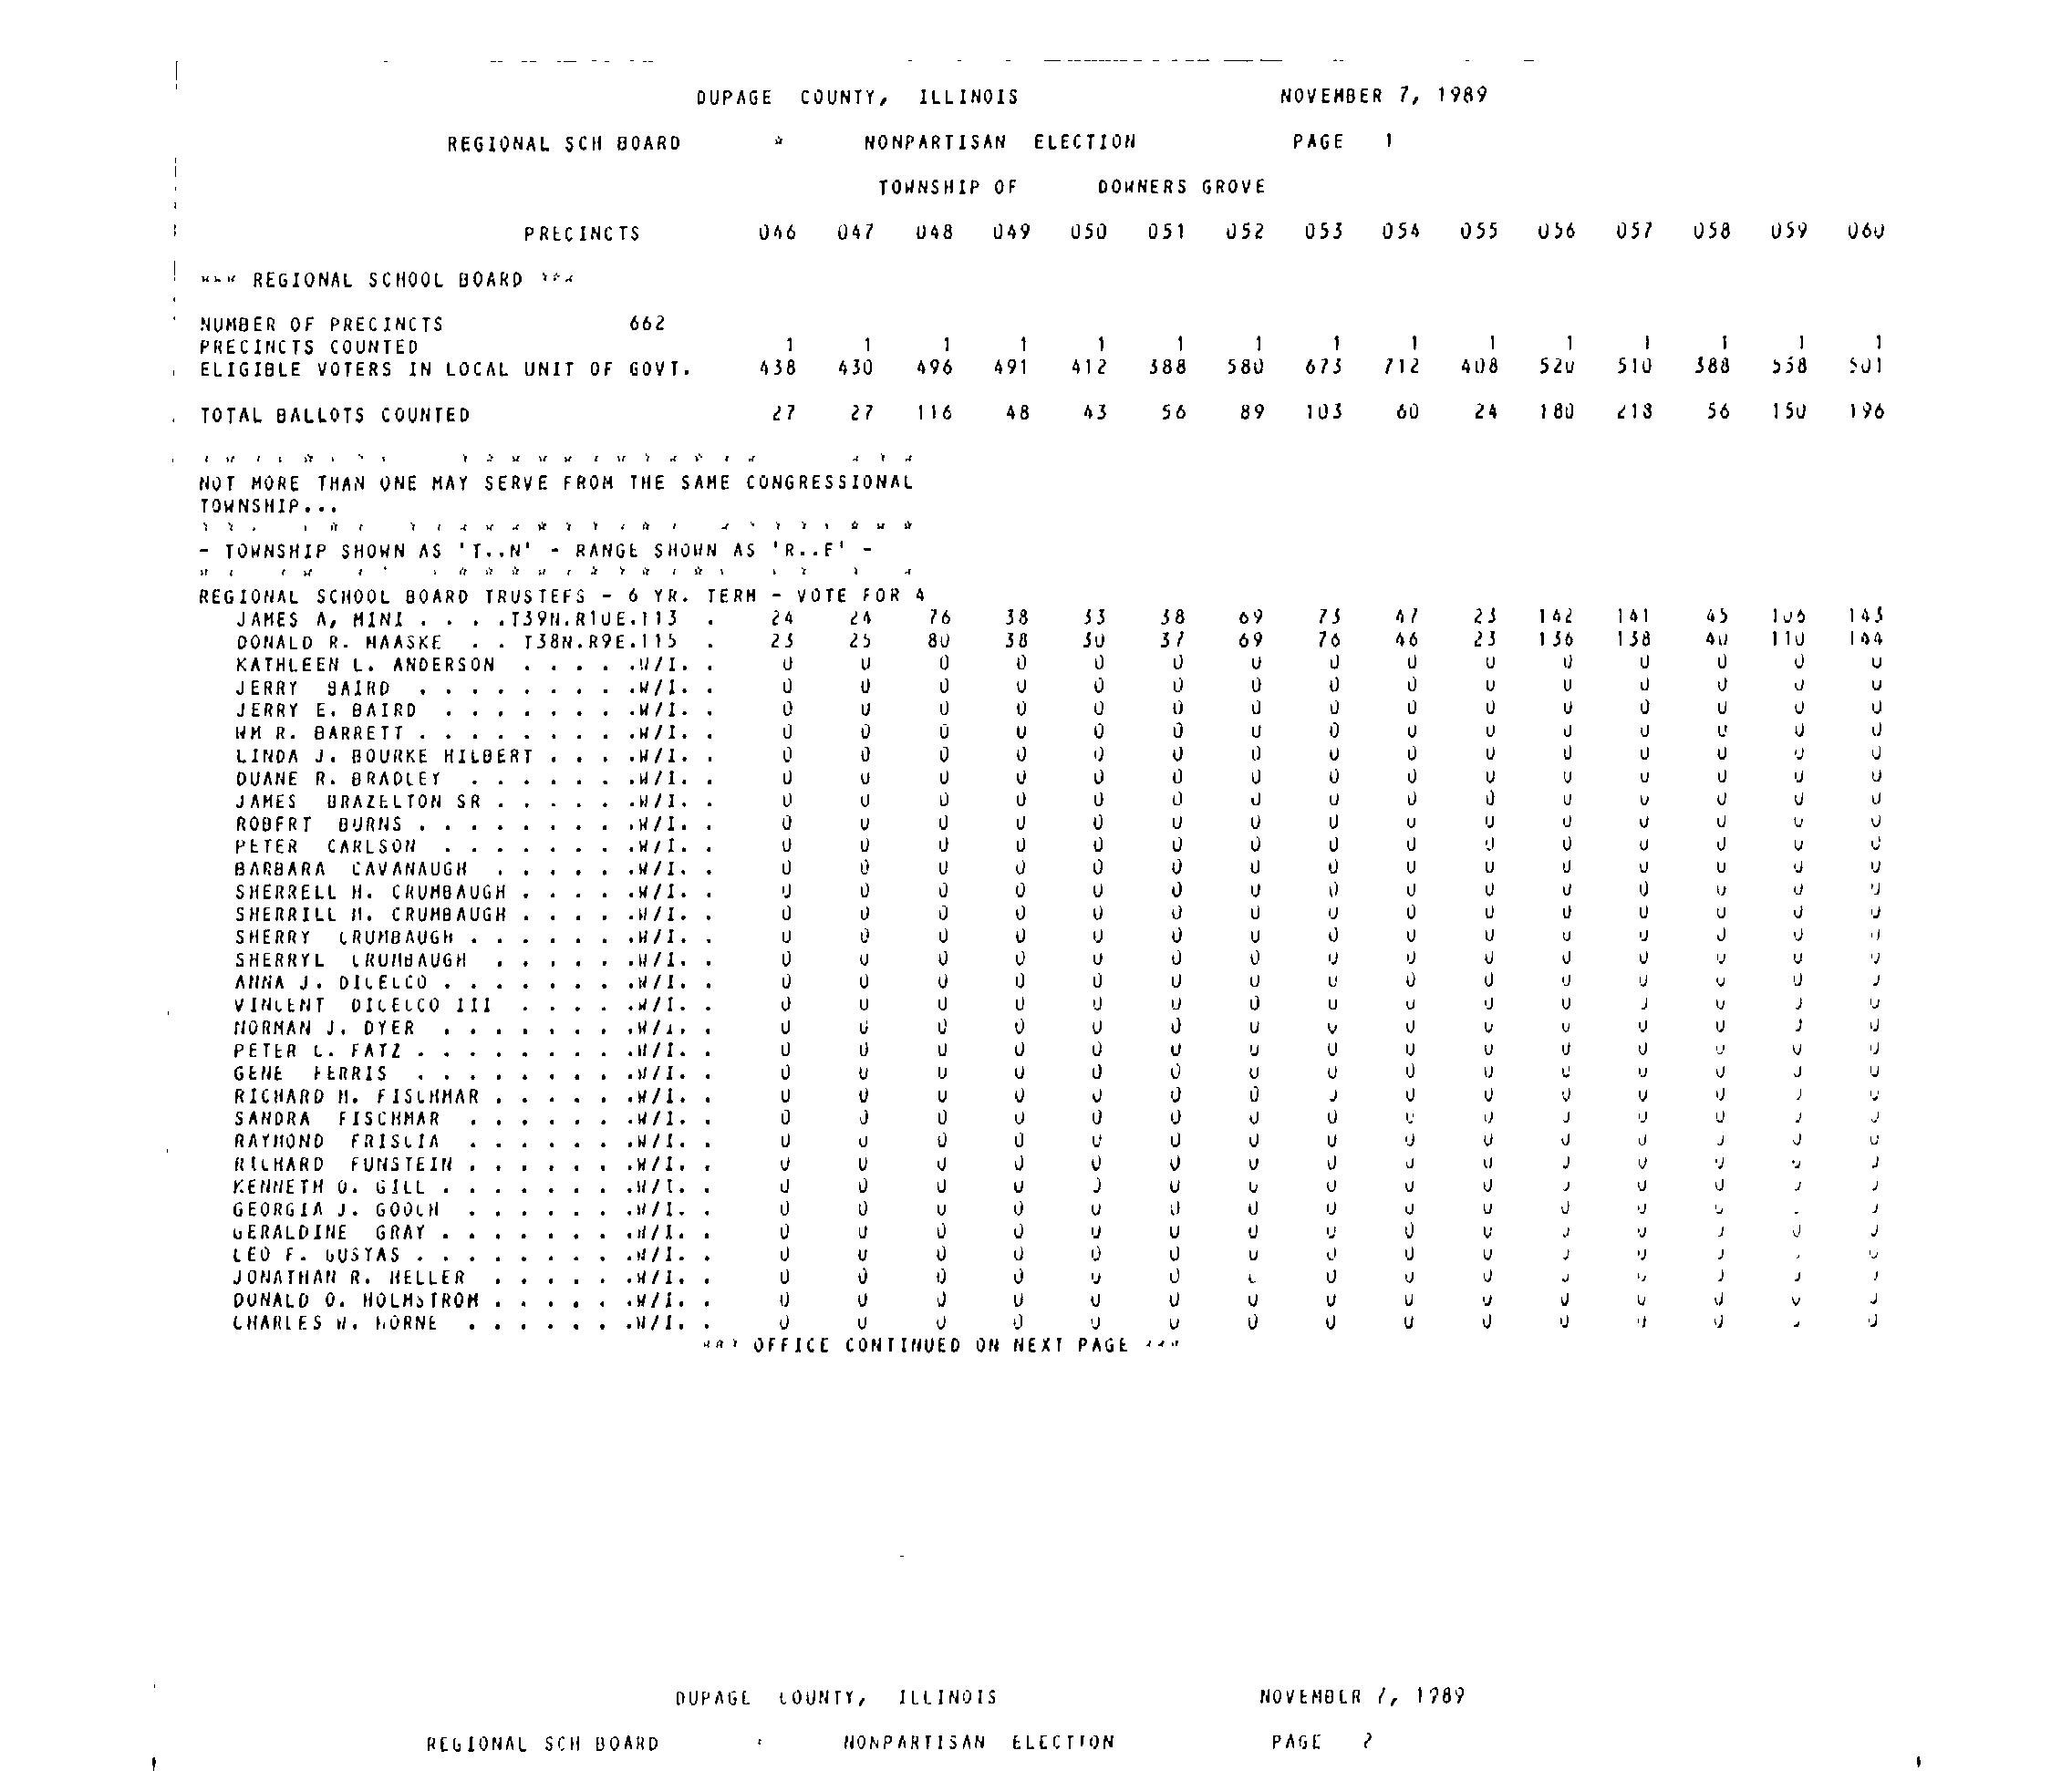 DUPAGE COUNTY, ILLINOIS NOVEMBER 7, 1989
REGIONAL SCH BOARD * NONPARTISAN ELECTION PAGE 1
TOWNSHIP OF DOWNERS GROVE
PRECINCTS 046 047 048 049 050 051 052 053 054 055 056 057 058 059 060
*** REGIONAL SCHOOL BOARD ***
NUMBER OF PRECINCTS 662
PRECINCTS COUNTED 1 1 1 1 1 1 1 1 1 1 1 1 1 1 1
ELIGIBLE VOTERS IN LOCAL UNIT OF GOVT. 438 430 496 491 412 388 580 673 712 408 520 510 388 558 501
TOTAL BALLOTS COUNTED 27 27 116 48 43 56 89 103 60 24 180 218 56 150 196
NOT MORE THAN ONE MAY SERVE FROM THE SAME CONGRESSIONAL
TOWNSHIP...
- TOWNSHIP SHOWN AS 'T..N' - RANGE SHOWN AS 'R..E' -
REGIONAL SCHOOL BOARD TRUSTEES - 6 YR. TERM - VOTE FOR 4
JAMES A, MINI . . . .T39N.R10E.113 . 24 24 76 38 33 38 69 73 47 23 142 141 45 106 143
DONALD R. MAASKE . . T38N.R9E.115 . 23 25 80 38 30 37 69 76 46 23 136 138 40 110 144
KATHLEEN L. ANDERSON . . . . .W/I. . 0 0 0 0 0 0 0 0 0 0 0 0 0 0 0
JERRY BAIRD . . . . . . . . .W/I. . 0 0 0 0 0 0 0 0 0 0 0 0 0 0 0
JERRY E. BAIRD . . . . . . . .W/I. . 0 0 0 0 0 0 0 0 0 0 0 0 0 0 0
WM R. BARRETT . . . . . . . . .W/I. . 0 0 0 0 0 0 0 0 0 0 0 0 0 0 0
LINDA J. BOURKE HILBERT . . . .W/I. . 0 0 0 0 0 0 0 0 0 0 0 0 0 0 0
DUANE R. BRADLEY . . . . . . .W/I. . 0 0 0 0 0 0 0 0 0 0 0 0 0 0 0
JAMES BRAZELTON SR . . . . . .W/I. . 0 0 0 0 0 0 0 0 0 0 0 0 0 0 0
ROBERT BURNS . . . . . . . . .W/I. . 0 0 0 0 0 0 0 0 0 0 0 0 0 0 0
PETER CARLSON . . . . . . . .W/I. . 0 0 0 0 0 0 0 0 0 0 0 0 0 0 0
BARBARA CAVANAUGH . . . . . .W/I. . 0 0 0 0 0 0 0 0 0 0 0 0 0 0 0
SHERRELL H. CRUMBAUGH . . . . .W/I. . 0 0 0 0 0 0 0 0 0 0 0 0 0 0 0
SHERRILL H. CRUMBAUGH . . . . .W/I. . 0 0 0 0 0 0 0 0 0 0 0 0 0 0 0
SHERRY CRUMBAUGH . . . . . . .W/I. . 0 0 0 0 0 0 0 0 0 0 0 0 0 0 0
SHERRYL CRUMBAUGH . . . . . .W/I. . 0 0 0 0 0 0 0 0 0 0 0 0 0 0 0
ANNA J. DICELCO . . . . . . . .W/I. . 0 0 0 0 0 0 0 0 0 0 0 0 0 0 0
VINCENT DICELCO III . . . . .W/I. . 0 0 0 0 0 0 0 0 0 0 0 0 0 0 0
NORMAN J. DYER . . . . . . . .W/I. . 0 0 0 0 0 0 0 0 0 0 0 0 0 0 0
PETER C. FATZ . . . . . . . . .W/I. . 0 0 0 0 0 0 0 0 0 0 0 0 0 0 0
GENE FERRIS . . . . . . . . .W/I. . 0 0 0 0 0 0 0 0 0 0 0 0 0 0 0
RICHARD M. FISCHMAR . . . . . .W/I. . 0 0 0 0 0 0 0 0 0 0 0 0 0 0 0
SANDRA FISCHMAR . . . . . . .W/I. . 0 0 0 0 0 0 0 0 0 0 0 0 0 0 0
RAYMOND FRISCIA . . . . . . .W/I. . 0 0 0 0 0 0 0 0 0 0 0 0 0 0 0
RICHARD FUNSTEIN . . . . . . .W/I. . 0 0 0 0 0 0 0 0 0 0 0 0 0 0 0
KENNETH O. GILL . . . . . . . .W/I. . 0 0 0 0 0 0 0 0 0 0 0 0 0 0 0
GEORGIA J. GOOCH . . . . . . .W/I. . 0 0 0 0 0 0 0 0 0 0 0 0 0 0
GERALDINE GRAY . . . . . . . .W/I. . 0 0 0 0 0 0 0 0 0 0 0 0 0 0 0
LEO F. GUSTAS . . . . . . . . .W/I. . 0 0 0 0 0 0 0 0 0 0 0 0 0 0
JONATHAN R. HELLER . . . . . .W/I. . 0 0 0 0 0 0 0 0 0 0 0 0 0 0 0
DONALD O. HOLMSTROM . . . . . .W/I. . 0 0 0 0 0 0 0 0 0 0 0 0 0 0 0
CHARLES W. HORNE . . . . . . .W/I. . 0 0 0 0 0 0 0 0 0 0 0 0 0 0 0
*** OFFICE CONTINUED ON NEXT PAGE ***
DUPAGE COUNTY, ILLINOIS NOVEMBER 7, 1989
REGIONAL SCH BOARD * NONPARTISAN ELECTION PAGE 2